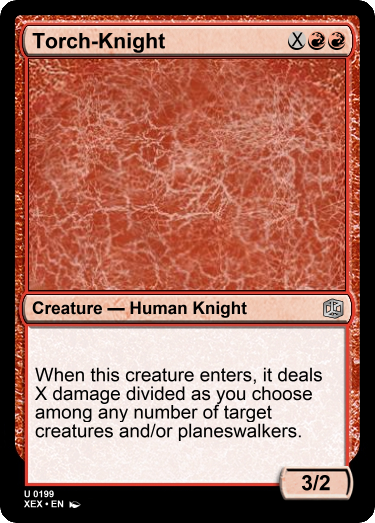 Torch-Knight X
Creature — Human Knight
When this creature enters, it deals
X damage divided as you choose
among any number of target
creatures and/or planeswalkers.
3/2
U 0199
XEX • EN